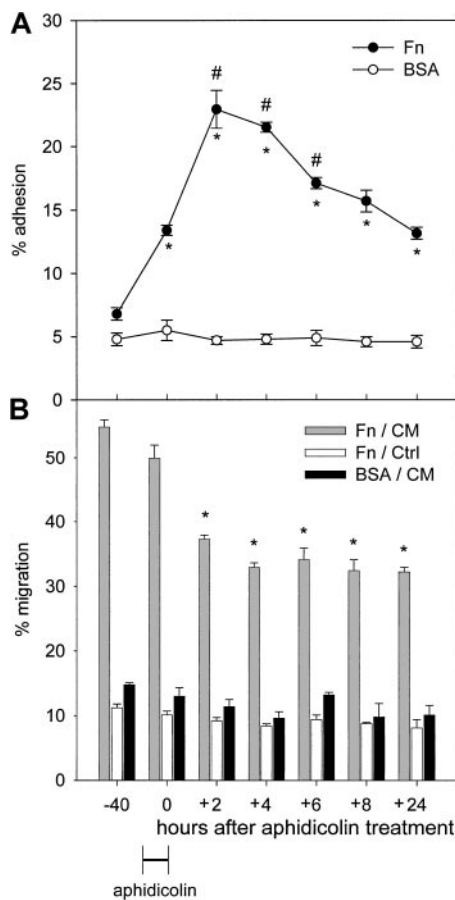 A
30
Fn
BSA
25
#
#
20
*
*
#
15
*
*
*
*
10
5
0
% adhesion
B
Fn / CM
Fn / Ctrl
BSA / CM
50
40
*
*
*
*
*
30
20
10
0
% migration
-40 0 +2 +4 +6 +8 +24
hours after aphidicolin treatment
aphidicolin